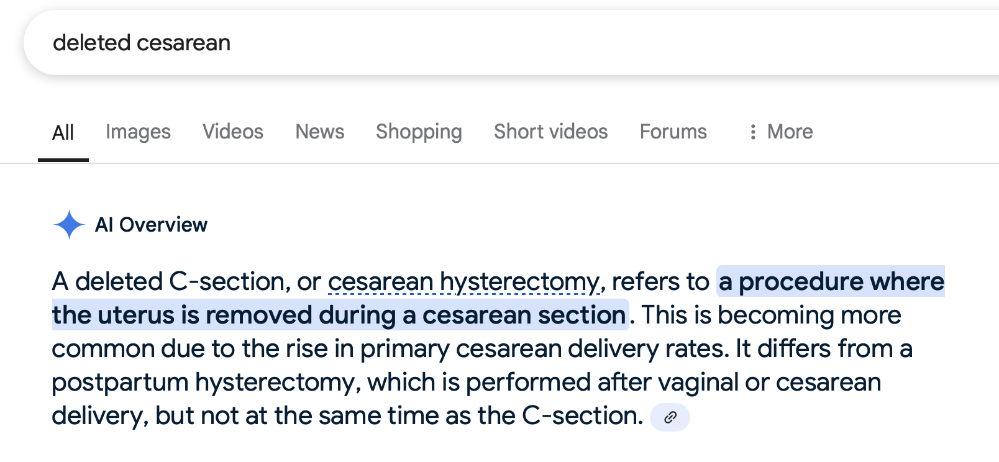 deleted cesarean
All Images Videos News Shopping Short videos Forums More
AI Overview
A deleted C-section, or cesarean hysterectomy, refers to a procedure where
the uterus is removed during a cesarean section. This is becoming more
common due to the rise in primary cesarean delivery rates. It differs from a
postpartum hysterectomy, which is performed after vaginal or cesarean
delivery, but not at the same time as the C-section.